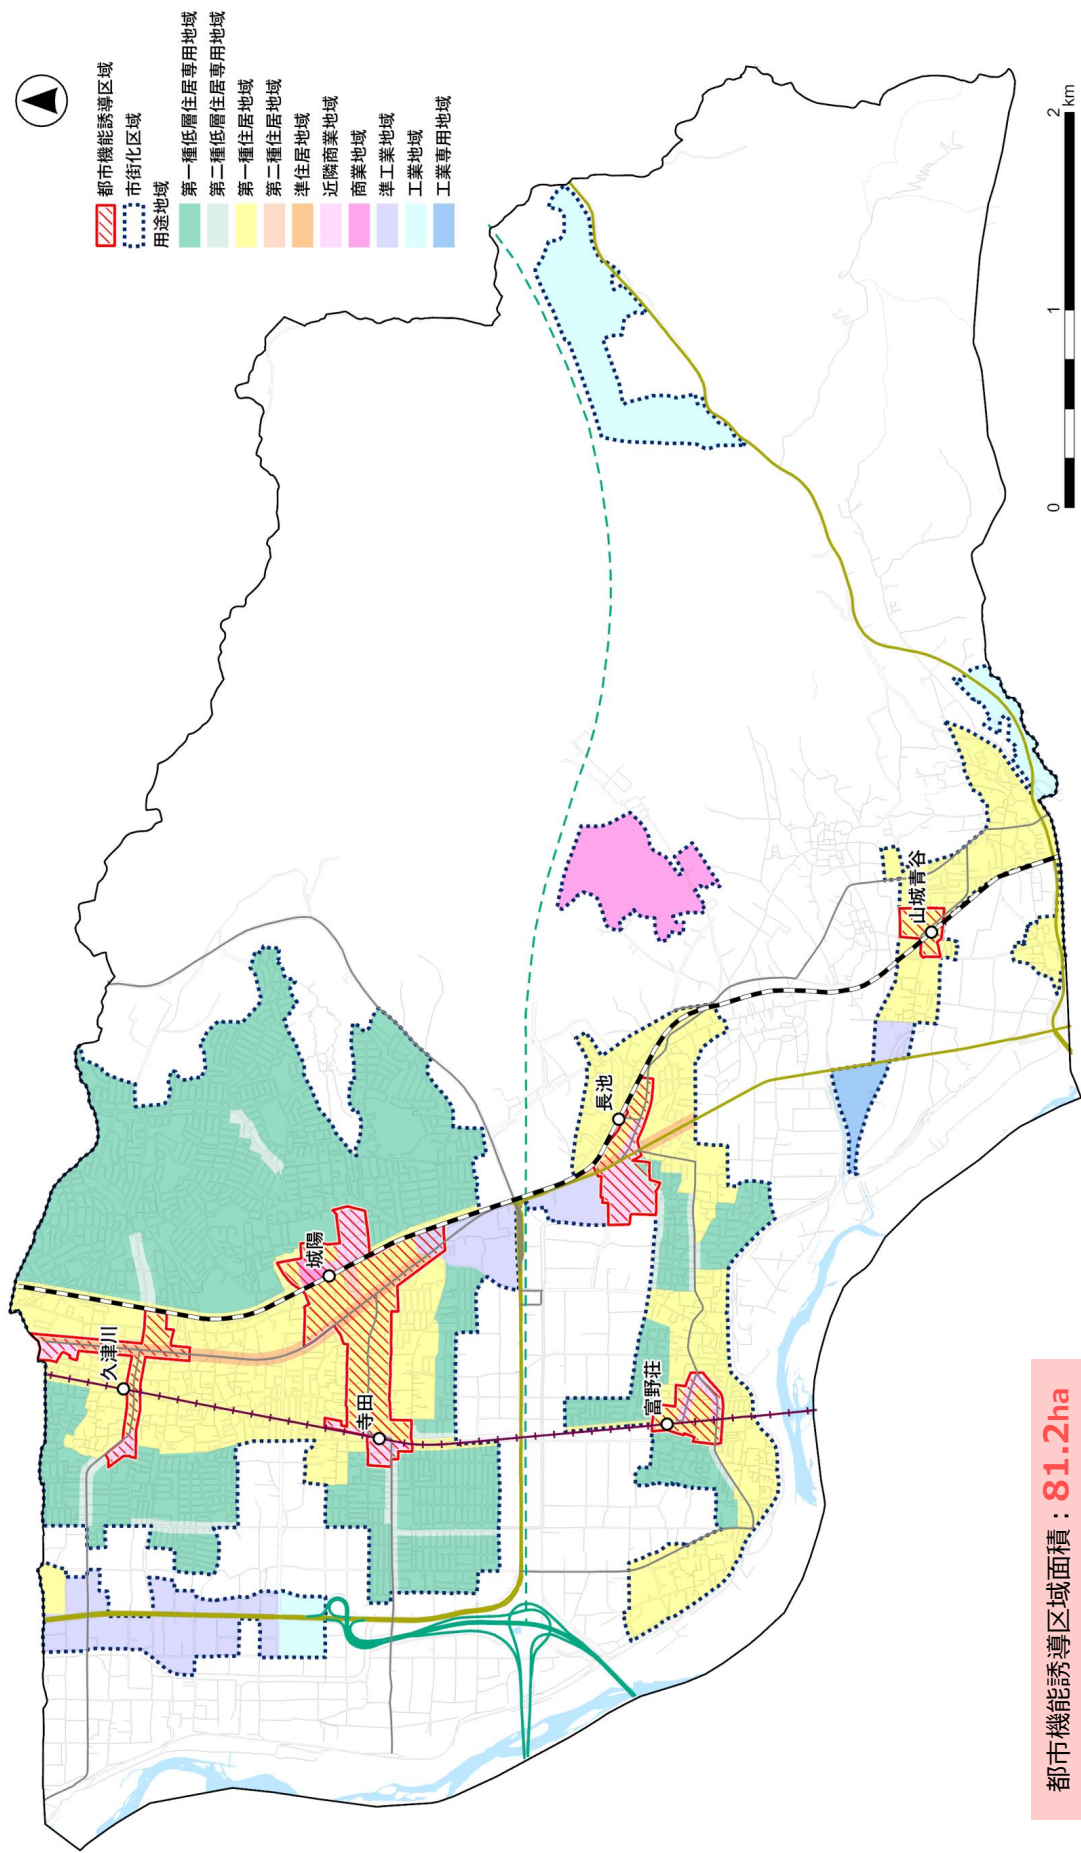 都市機能誘導区域
市街化区域
用途地域
第一種低層住居専用地域
第二種低層住居専用地域
第一種住居地域
第二種住居地域
準住居地域
近隣商業地域
商業地域
準工業地域
工業地域
工業専用地域
久津川
城陽
寺田
長池
富野荘
山城青谷
0 1 2 km
都市機能誘導区域面積：81.2ha